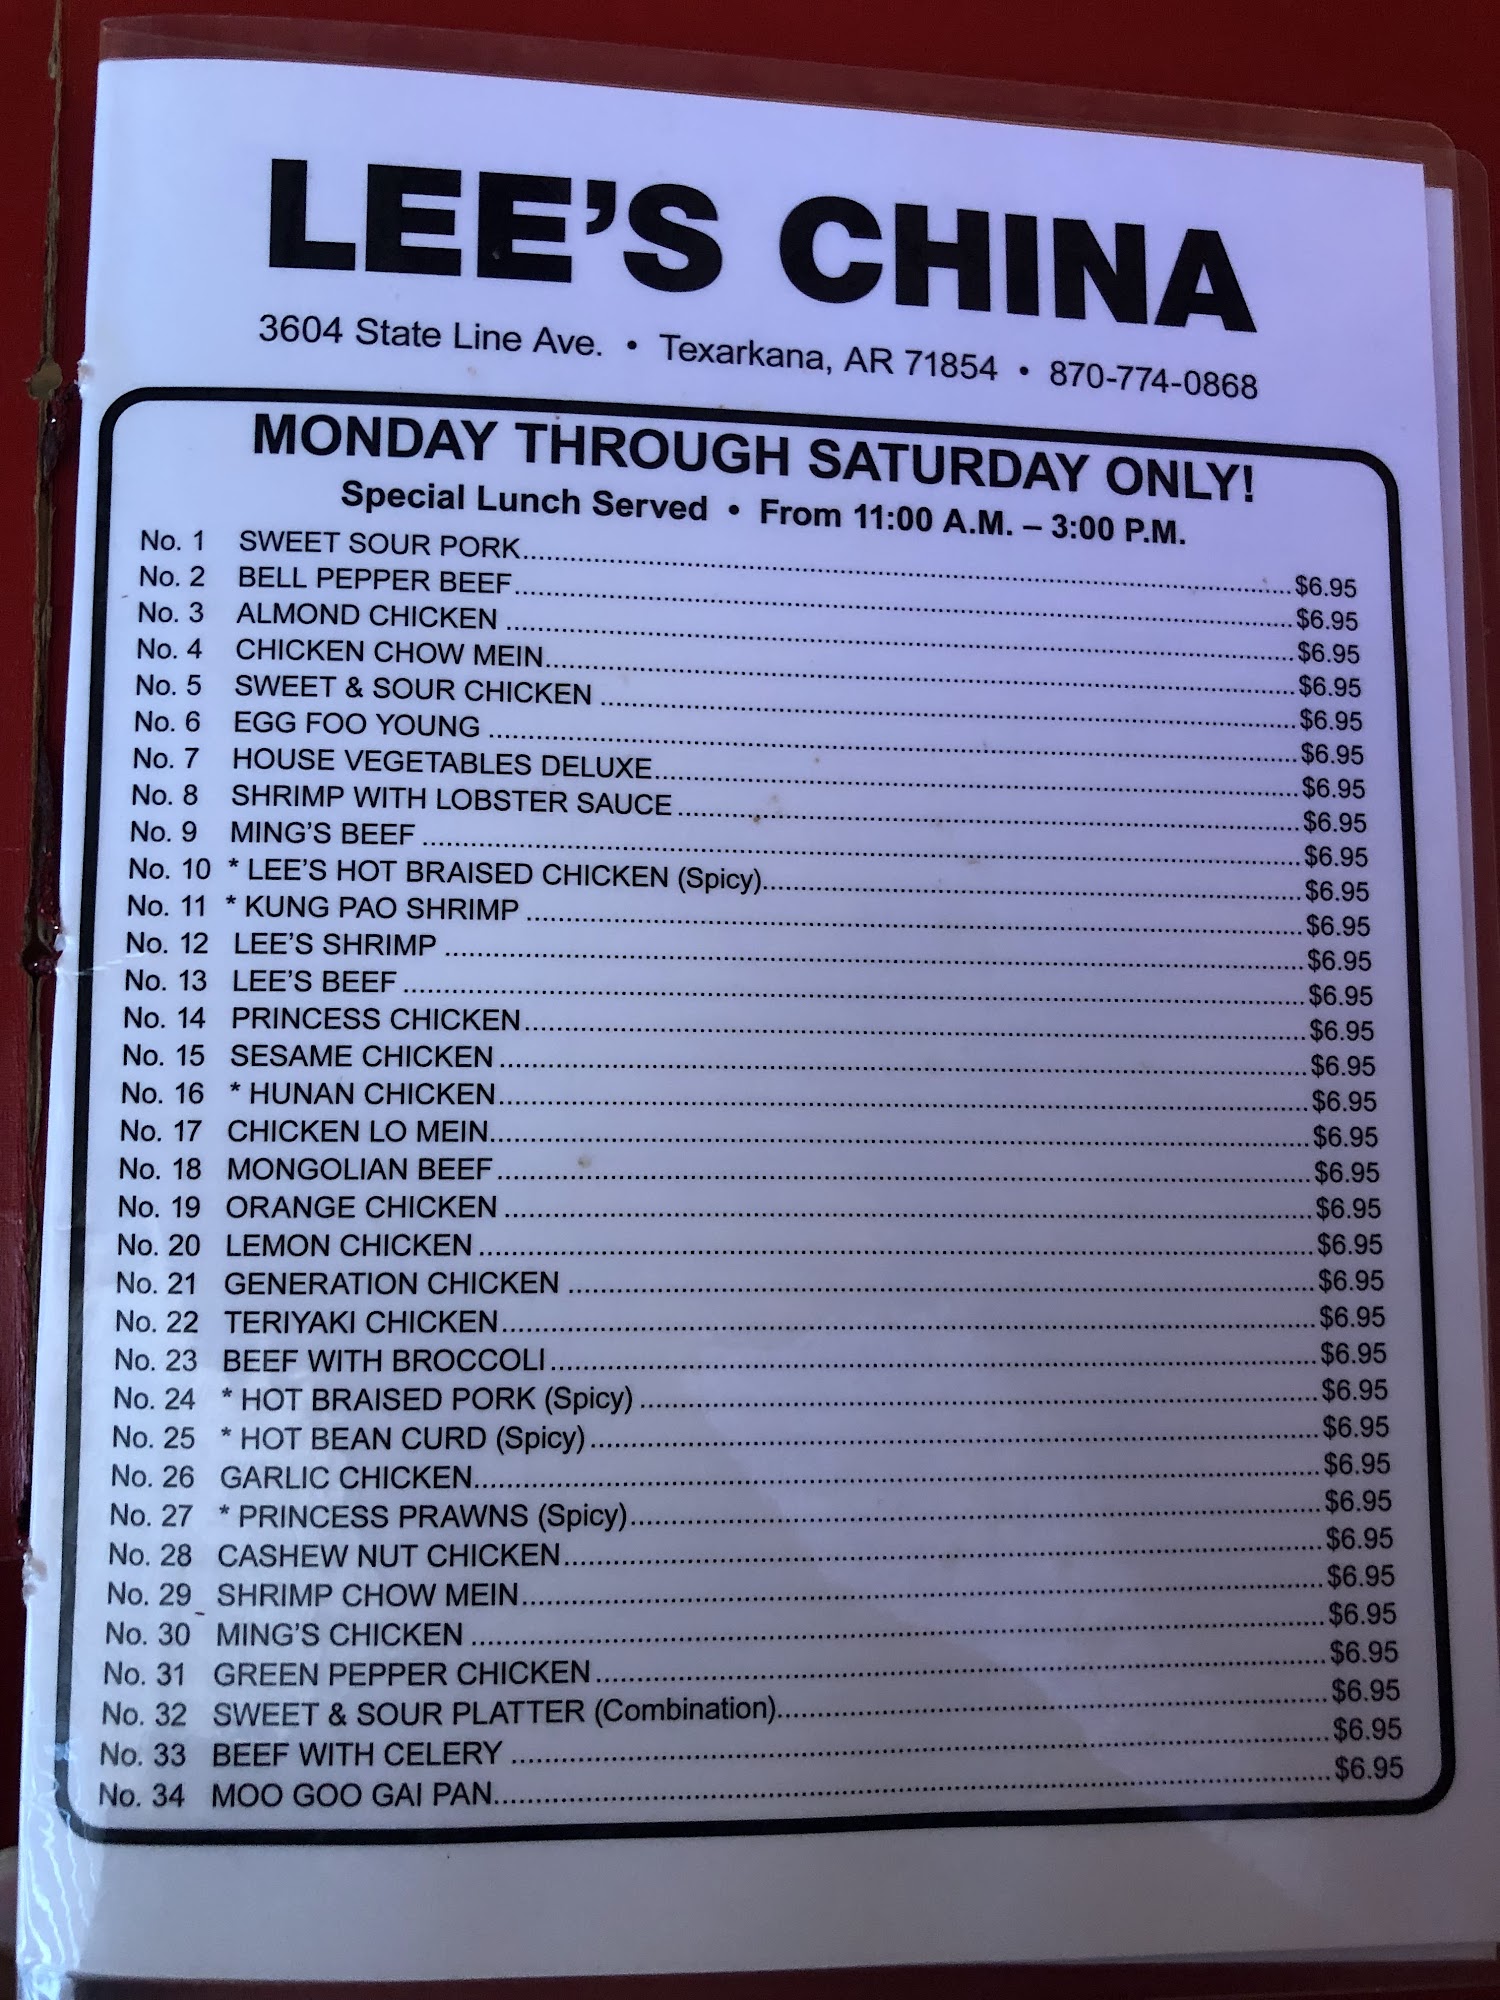 LEE'S CHINA
3604 State Line Ave. • Texarkana, AR 71854 • 870-774-0868
MONDAY THROUGH SATURDAY ONLY!
Special Lunch Served • From 11:00 A.M. – 3:00 P.M.
No. 1 SWEET SOUR PORK $6.95
No. 2 BELL PEPPER BEEF $6.95
No. 3 ALMOND CHICKEN $6.95
No. 4 CHICKEN CHOW MEIN $6.95
No. 5 SWEET & SOUR CHICKEN $6.95
No. 6 EGG FOO YOUNG $6.95
No. 7 HOUSE VEGETABLES DELUXE $6.95
No. 8 SHRIMP WITH LOBSTER SAUCE $6.95
No. 9 MING'S BEEF $6.95
No. 10 * LEE'S HOT BRAISED CHICKEN (Spicy) $6.95
No. 11 * KUNG PAO SHRIMP $6.95
No. 12 LEE'S SHRIMP $6.95
No. 13 LEE'S BEEF $6.95
No. 14 PRINCESS CHICKEN $6.95
No. 15 SESAME CHICKEN $6.95
No. 16 * HUNAN CHICKEN $6.95
No. 17 CHICKEN LO MEIN $6.95
No. 18 MONGOLIAN BEEF $6.95
No. 19 ORANGE CHICKEN $6.95
No. 20 LEMON CHICKEN $6.95
No. 21 GENERATION CHICKEN $6.95
No. 22 TERIYAKI CHICKEN $6.95
No. 23 BEEF WITH BROCCOLI $6.95
No. 24 * HOT BRAISED PORK (Spicy) $6.95
No. 25 * HOT BEAN CURD (Spicy) $6.95
No. 26 GARLIC CHICKEN $6.95
No. 27 * PRINCESS PRAWNS (Spicy) $6.95
No. 28 CASHEW NUT CHICKEN $6.95
No. 29 SHRIMP CHOW MEIN $6.95
No. 30 MING'S CHICKEN $6.95
No. 31 GREEN PEPPER CHICKEN $6.95
No. 32 SWEET & SOUR PLATTER (Combination) $6.95
No. 33 BEEF WITH CELERY $6.95
No. 34 MOO GOO GAI PAN $6.95